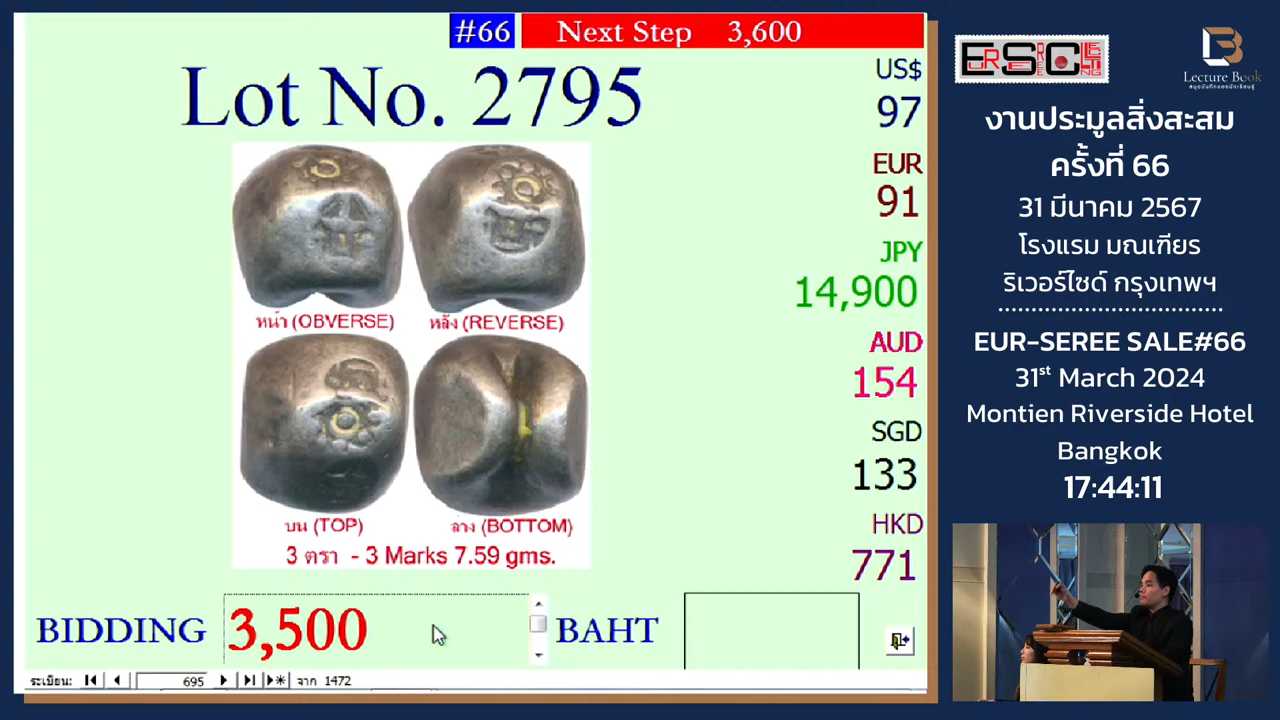 #66 Next Step 3,600
Lot No. 2795
US$
97
EUR
91
JPY
14,900
AUD
154
SGD
133
HKD
771
หน้า (OBVERSE) หลัง (REVERSE)
บน (TOP) ล่าง (BOTTOM)
3 ตรา - 3 Marks 7.59 gms.
BIDDING 3,500 BAHT
ระเบียน: 695 จาก 1472
Lecture Book
งานประมูลสิ่งสะสม
ครั้งที่ 66
31 มีนาคม 2567
โรงแรม มณเฑียร
ริเวอร์ไซด์ กรุงเทพฯ
EUR-SEREE SALE#66
31st March 2024
Montien Riverside Hotel
Bangkok
17:44:11